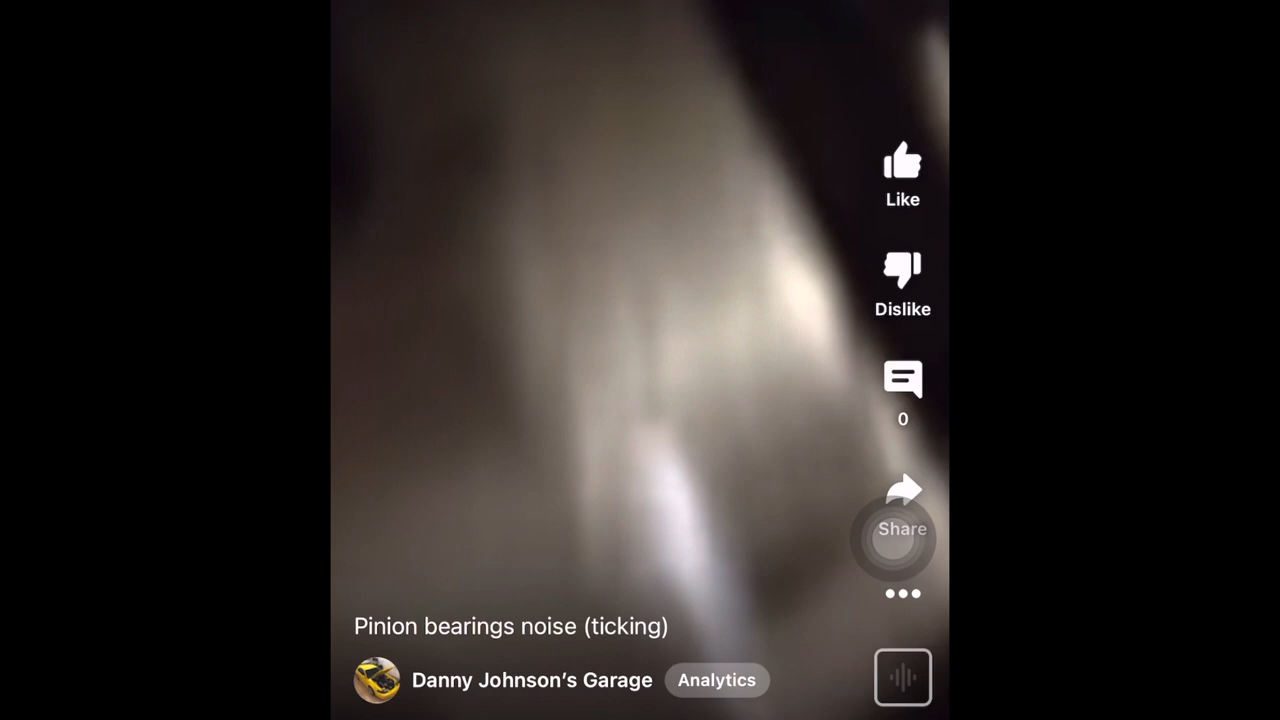 Like
Dislike
0
Share
Pinion bearings noise (ticking)
Danny Johnson’s Garage Analytics